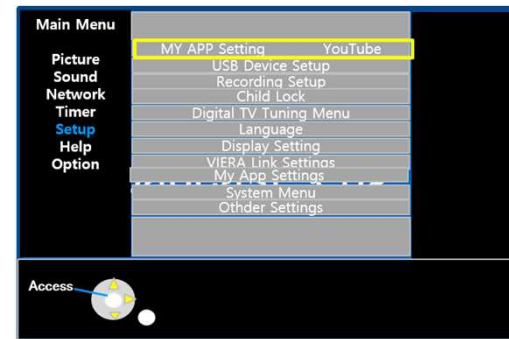 Main Menu
Picture
Sound
Network
Timer
Setup
Help
Option
MY APP Setting YouTube
USB Device Setup
Recording Setup
Child Lock
Digital TV Tuning Menu
Language
Display Setting
VIERA Link Settings
My App Settings
System Menu
Othder Settings
Access